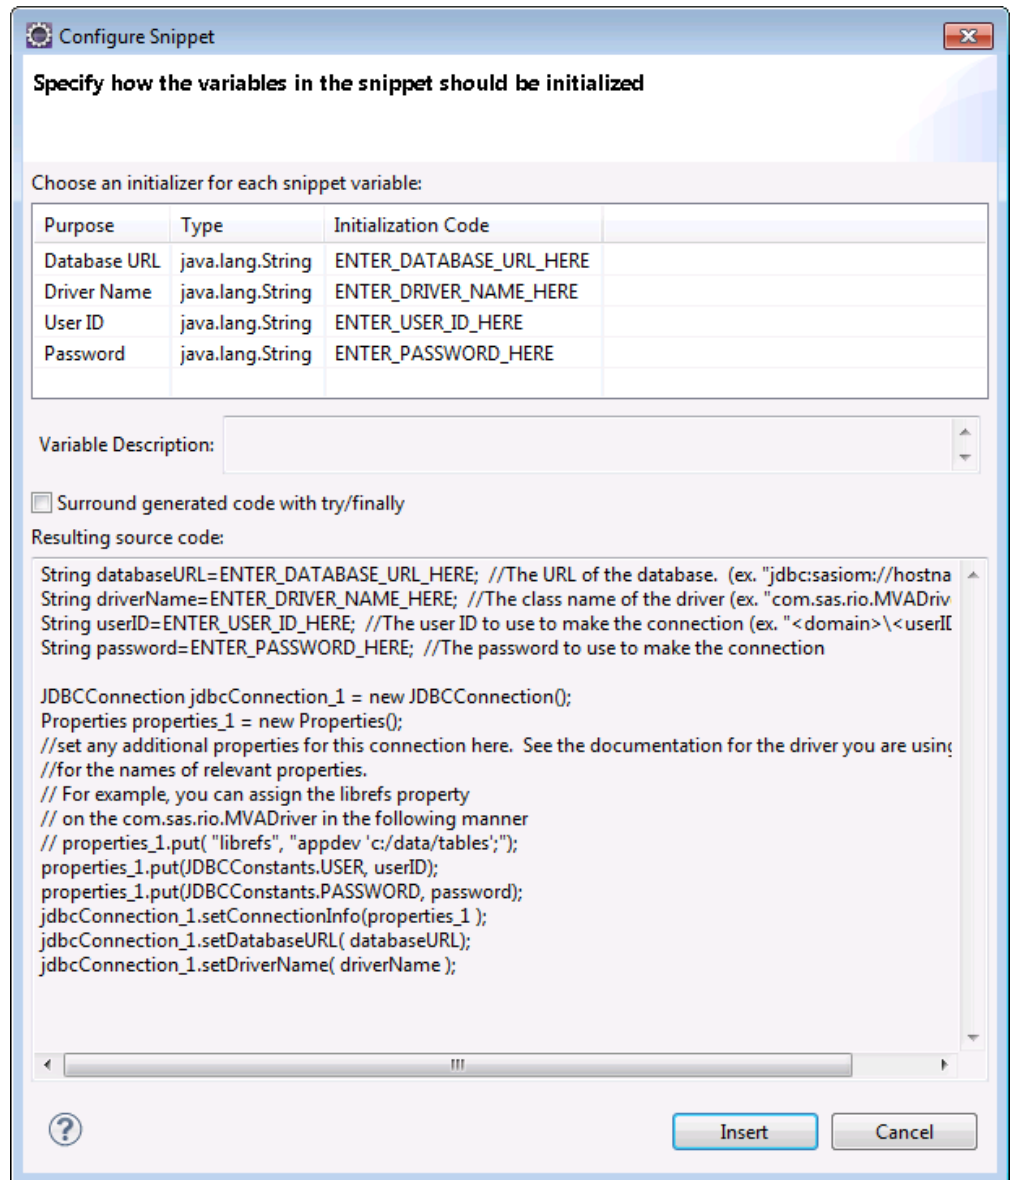 Configure Snippet
Specify how the variables in the snippet should be initialized
Choose an initializer for each snippet variable:
Purpose Type Initialization Code
Database URL java.lang.String ENTER_DATABASE_URL_HERE
Driver Name java.lang.String ENTER_DRIVER_NAME_HERE
User ID java.lang.String ENTER_USER_ID_HERE
Password java.lang.String ENTER_PASSWORD_HERE
Variable Description:
Surround generated code with try/finally
Resulting source code:
String databaseURL=ENTER_DATABASE_URL_HERE; //The URL of the database. (ex. "jdbc:sasiom://hostna
String driverName=ENTER_DRIVER_NAME_HERE; //The class name of the driver (ex. "com.sas.rio.MVADriv
String userID=ENTER_USER_ID_HERE; //The user ID to use to make the connection (ex. "<domain>\<userID
String password=ENTER_PASSWORD_HERE; //The password to use to make the connection
JDBCConnection jdbcConnection_1 = new JDBCConnection();
Properties properties_1 = new Properties();
//set any additional properties for this connection here. See the documentation for the driver you are using
//for the names of relevant properties.
// For example, you can assign the librefs property
// on the com.sas.rio.MVADriver in the following manner
// properties_1.put( "librefs", "appdev 'c:/data/tables';");
properties_1.put(JDBCConstants.USER, userID);
properties_1.put(JDBCConstants.PASSWORD, password);
jdbcConnection_1.setConnectionInfo(properties_1 );
jdbcConnection_1.setDatabaseURL( databaseURL);
jdbcConnection_1.setDriverName( driverName );
Insert Cancel